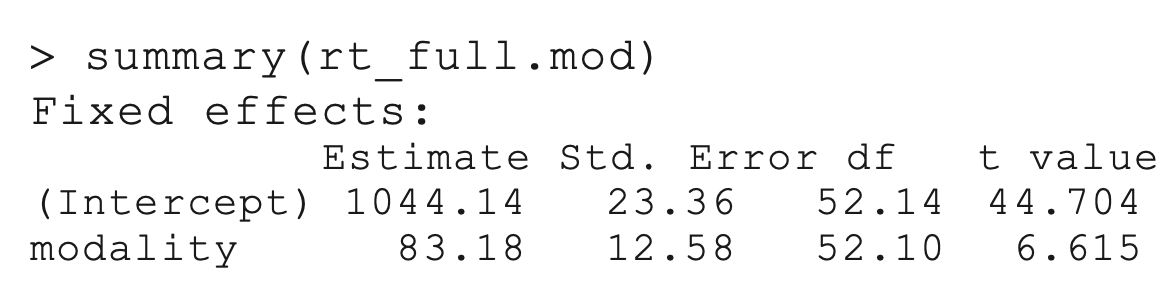 > summary(rt_full.mod)
Fixed effects:
Estimate Std. Error df t value
(Intercept) 1044.14 23.36 52.14 44.704
modality 83.18 12.58 52.10 6.615